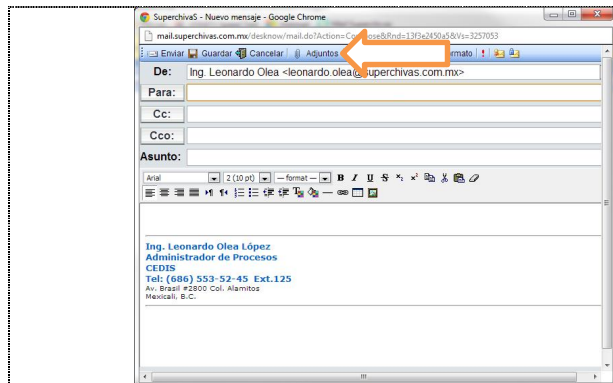 SuperchivaS - Nuevo mensaje - Google Chrome
mail.superchivas.com.mx/desknow/mail.do?Action=Compose&Rnd=13f3e2450a5&Vs=3257053
Enviar Guardar Cancelar Adjuntos ormato
De: Ing. Leonardo Olea <leonardo.olea@superchivas.com.mx>
Para:
Cc:
Cco:
Asunto:
Arial 2 (10 pt) — format — B I U S x₂ x²
Ing. Leonardo Olea López
Administrador de Procesos
CEDIS
Tel: (686) 553-52-45 Ext.125
Av. Brasil #2800 Col. Alamitos
Mexicali, B.C.